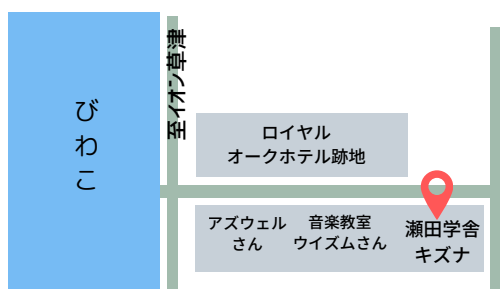 びわこ
至イオン草津
ロイヤル
オークホテル跡地
アズウェル
さん
音楽教室
ウイズムさん
瀬田学舎
キズナ